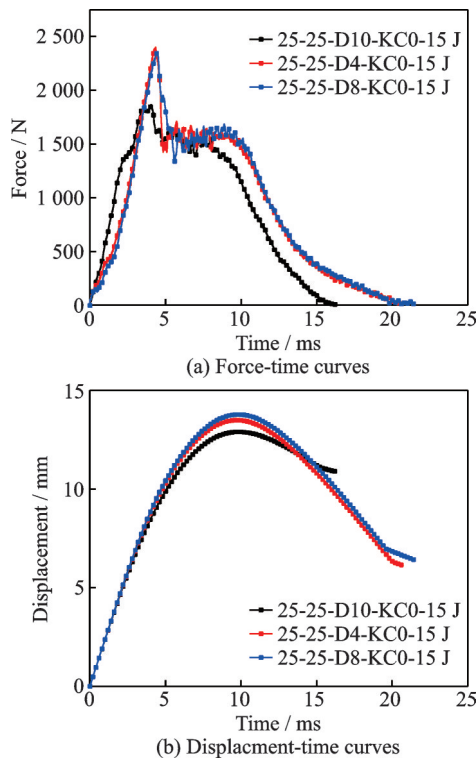 2 500
2 000
1 500
1 000
500
0
Force / N
25-25-D10-KC0-15 J
25-25-D4-KC0-15 J
25-25-D8-KC0-15 J
0 5 10 15 20 25
Time / ms
(a) Force-time curves
15
10
5
0
Displacement / mm
25-25-D10-KC0-15 J
25-25-D4-KC0-15 J
25-25-D8-KC0-15 J
0 5 10 15 20 25
Time / ms
(b) Displacment-time curves